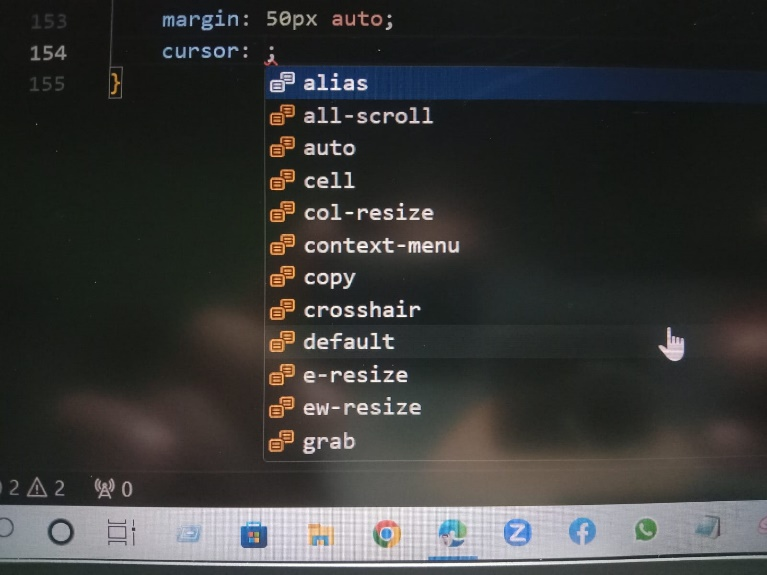 153 margin: 50px auto;
154 cursor: ;
155 }
alias
all-scroll
auto
cell
col-resize
context-menu
copy
crosshair
default
e-resize
ew-resize
grab
2 2 0
Z f